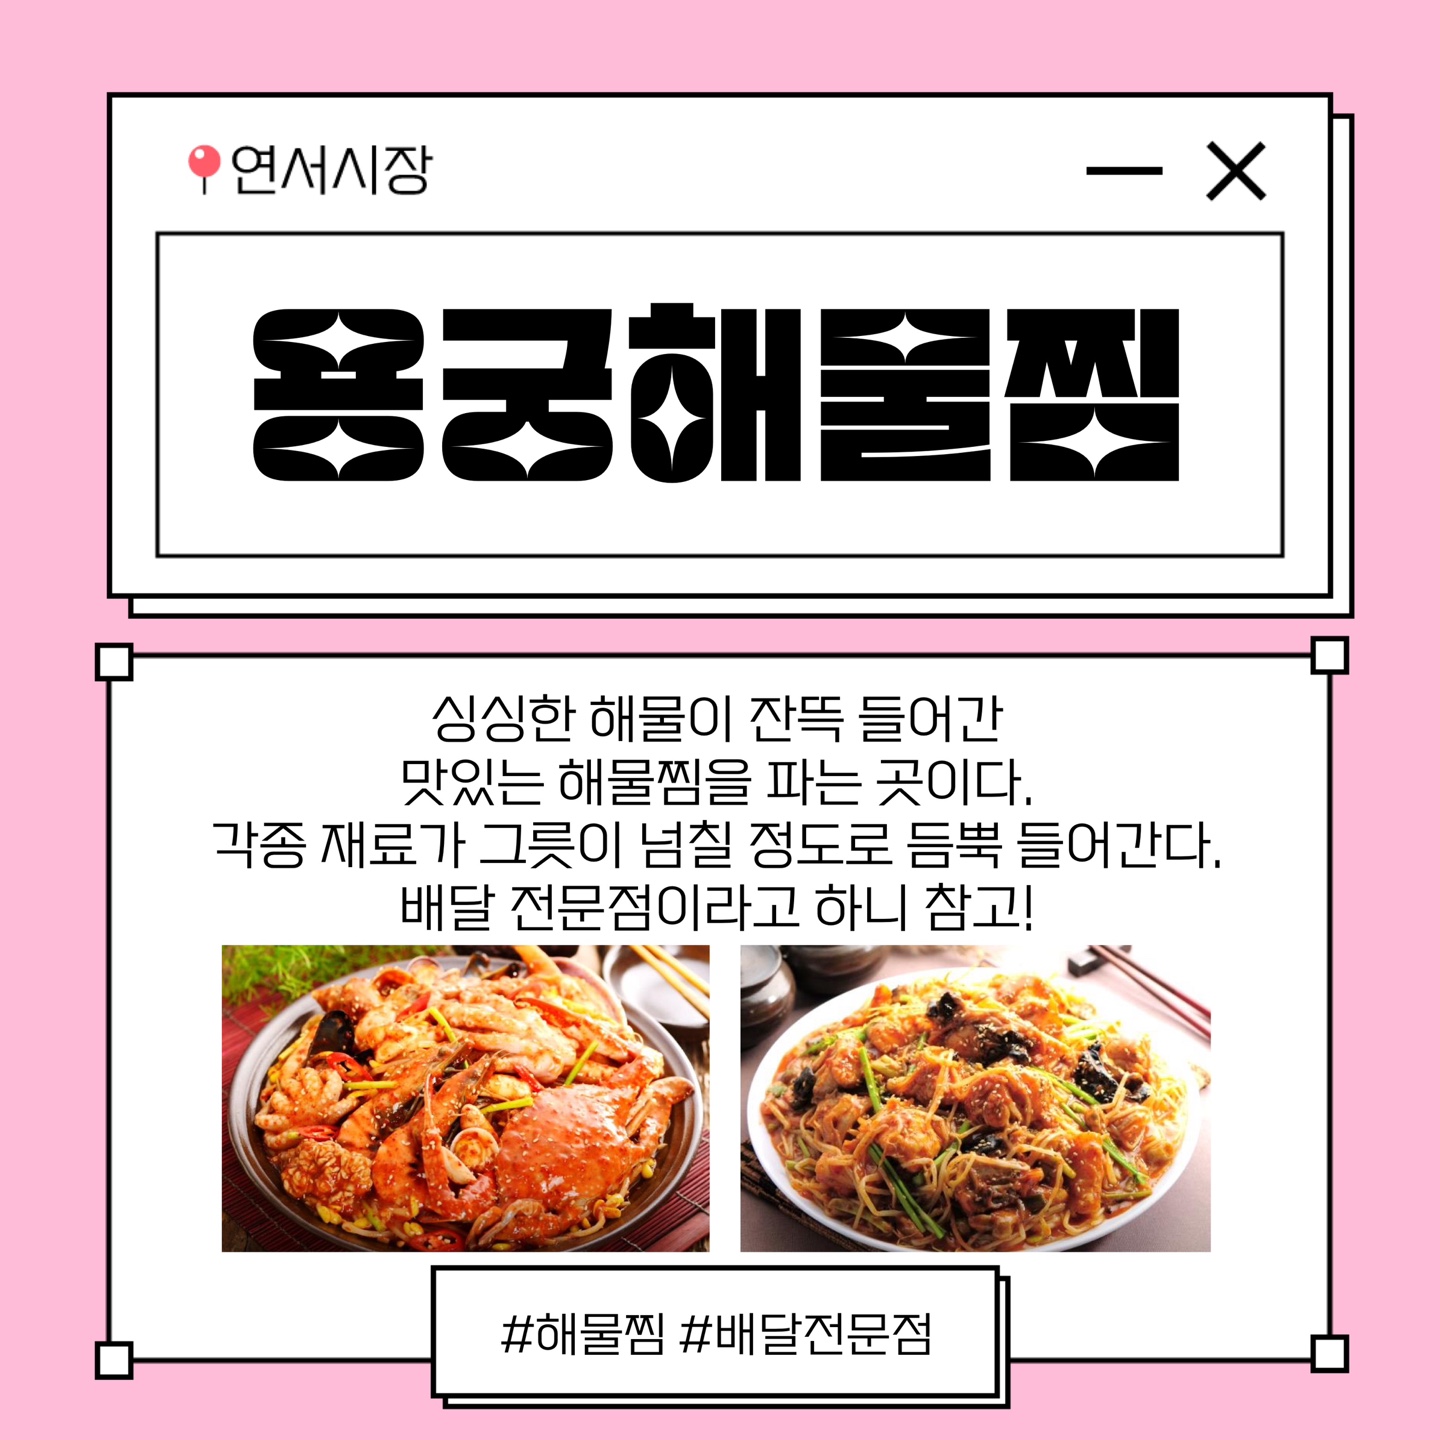 연서시장
용궁해물찜
싱싱한 해물이 잔뜩 들어간
맛있는 해물찜을 파는 곳이다.
각종 재료가 그릇이 넘칠 정도로 듬뿍 들어간다.
배달 전문점이라고 하니 참고!
#해물찜 #배달전문점